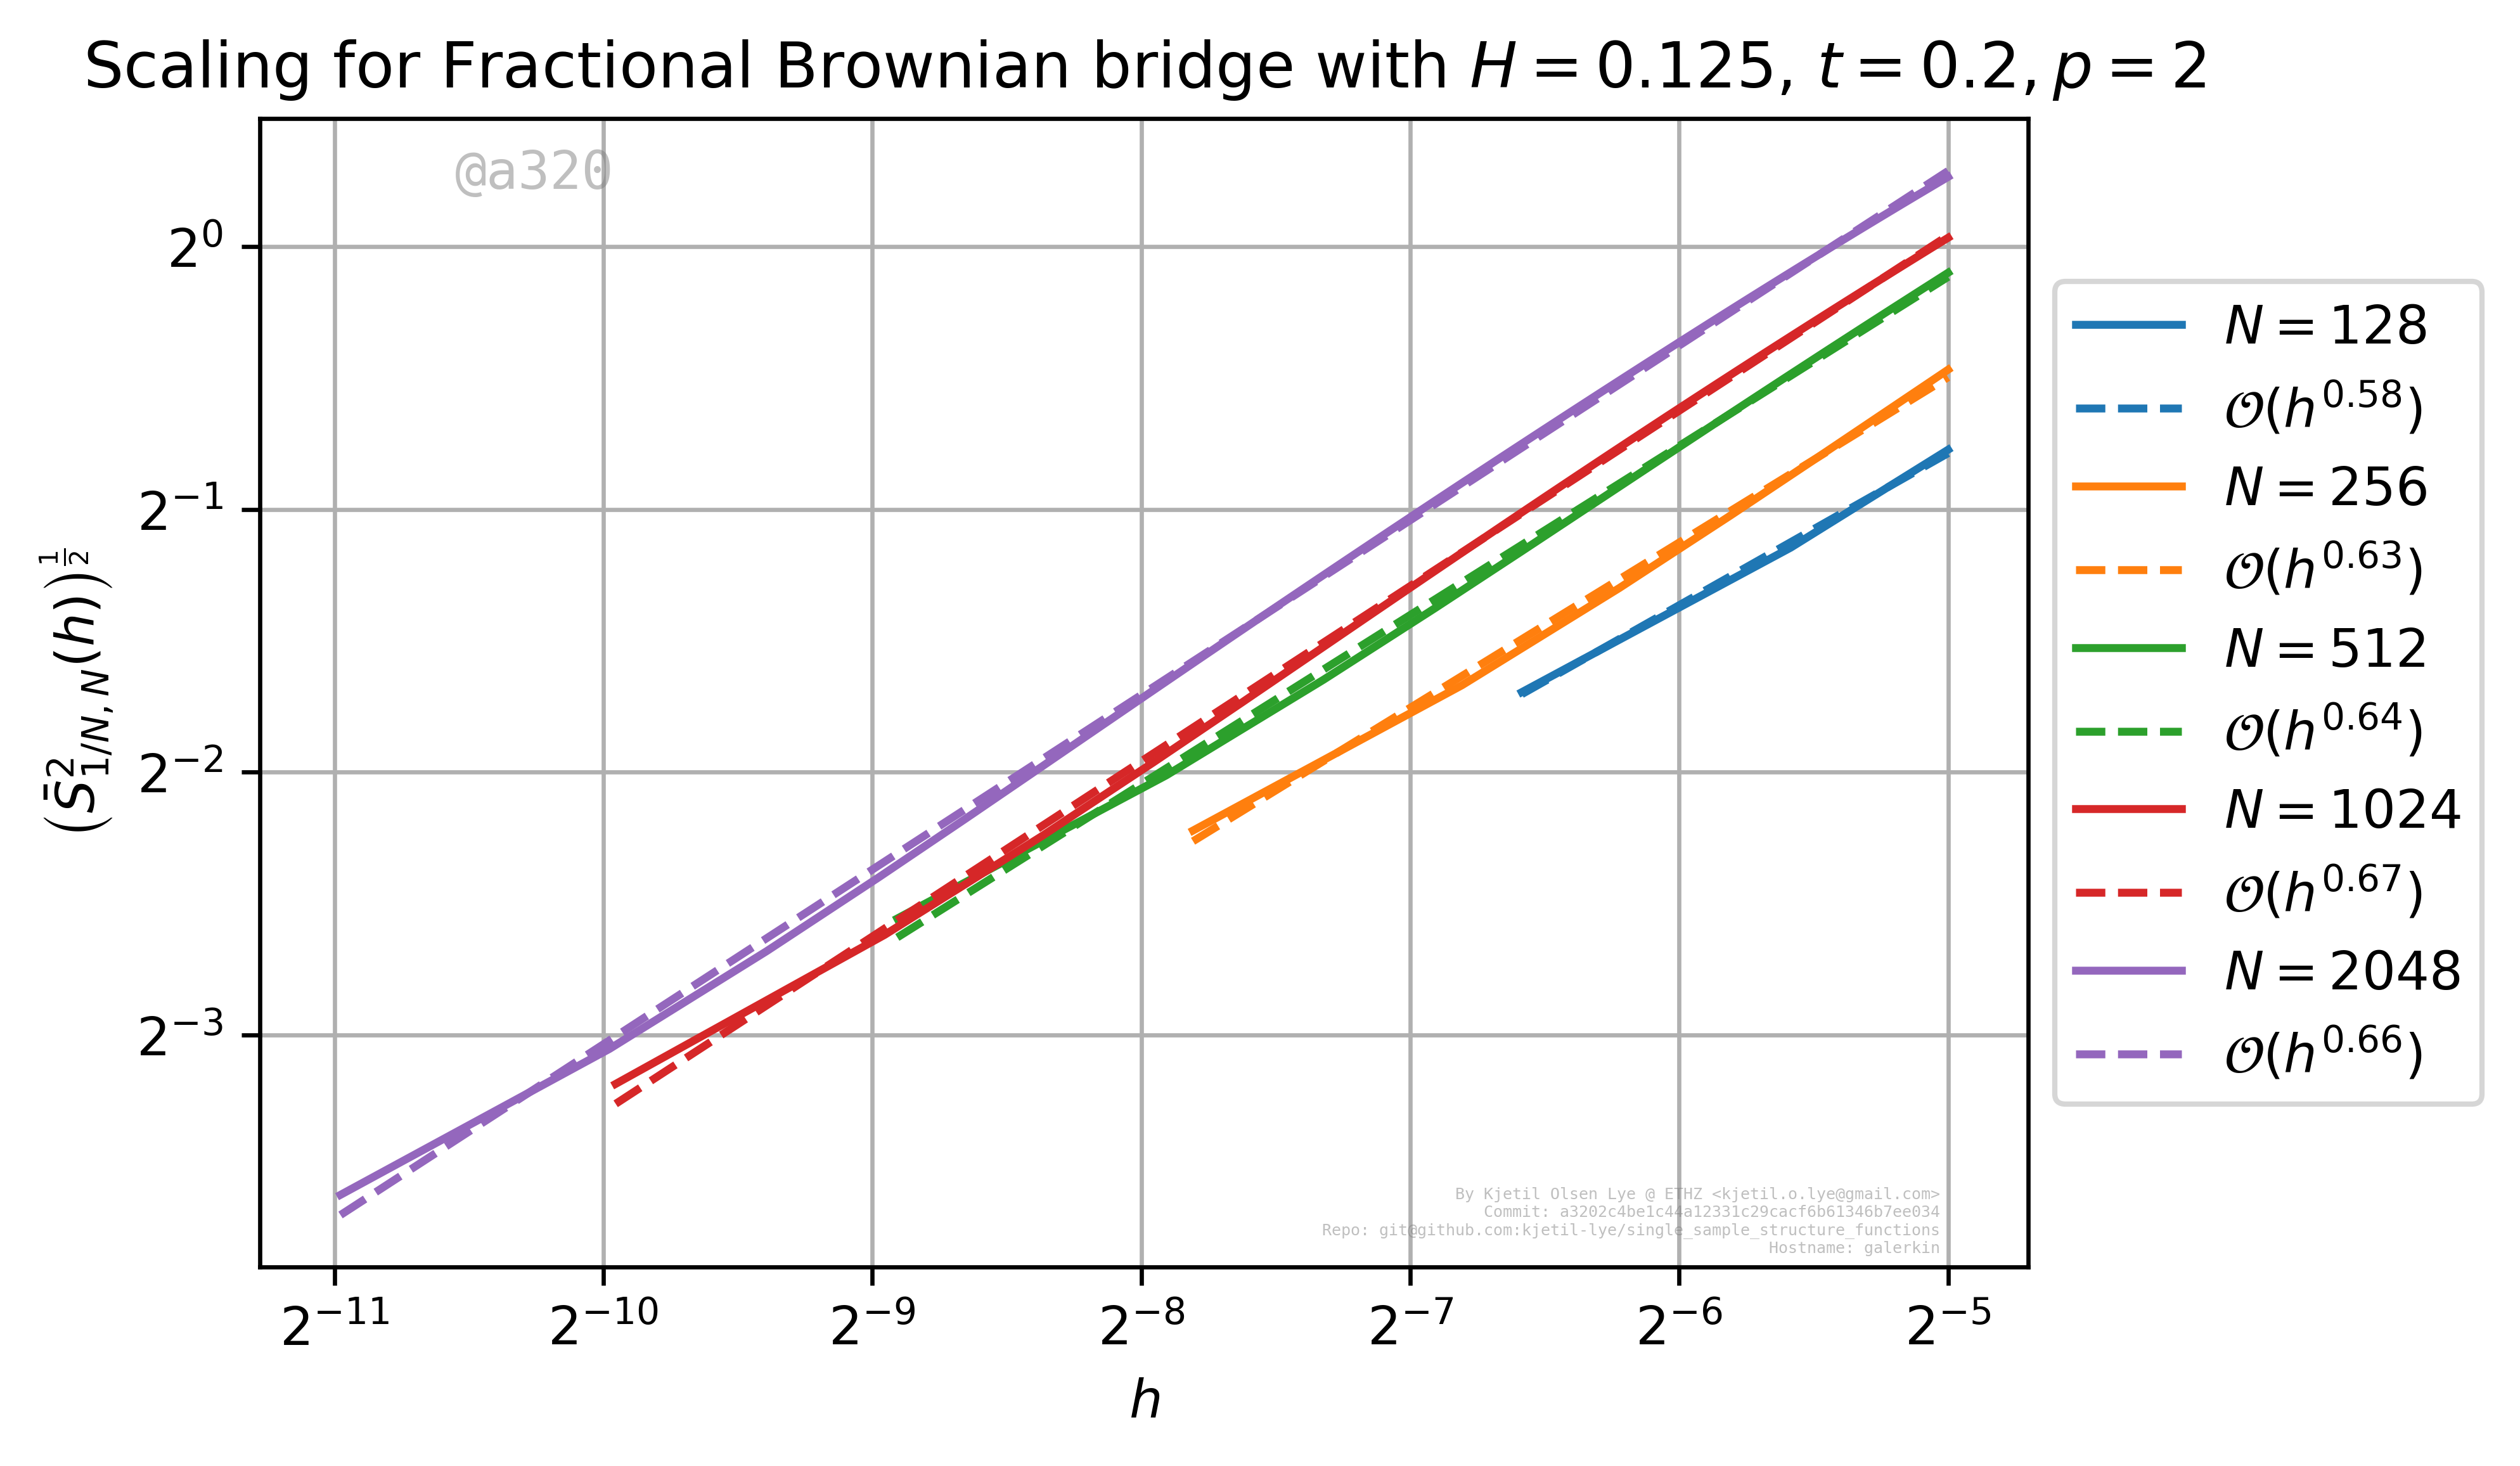 Scaling for Fractional Brownian bridge with H = 0.125, t = 0.2, p = 2
@a320
2^0
2^{-1}
2^{-2}
2^{-3}
(S̄^2_{1/N, N}(h))^{1/2}
2^{-11} 2^{-10} 2^{-9} 2^{-8} 2^{-7} 2^{-6} 2^{-5}
h
N = 128
𝒪(h^{0.58})
N = 256
𝒪(h^{0.63})
N = 512
𝒪(h^{0.64})
N = 1024
𝒪(h^{0.67})
N = 2048
𝒪(h^{0.66})
By Kjetil Olsen Lye @ ETHZ <kjetil.o.lye@gmail.com>
Commit: a3202c4be1c44a12331c29cacf6b61346b7ee034
Repo: git@github.com:kjetil-lye/single_sample_structure_functions
Hostname: galerkin